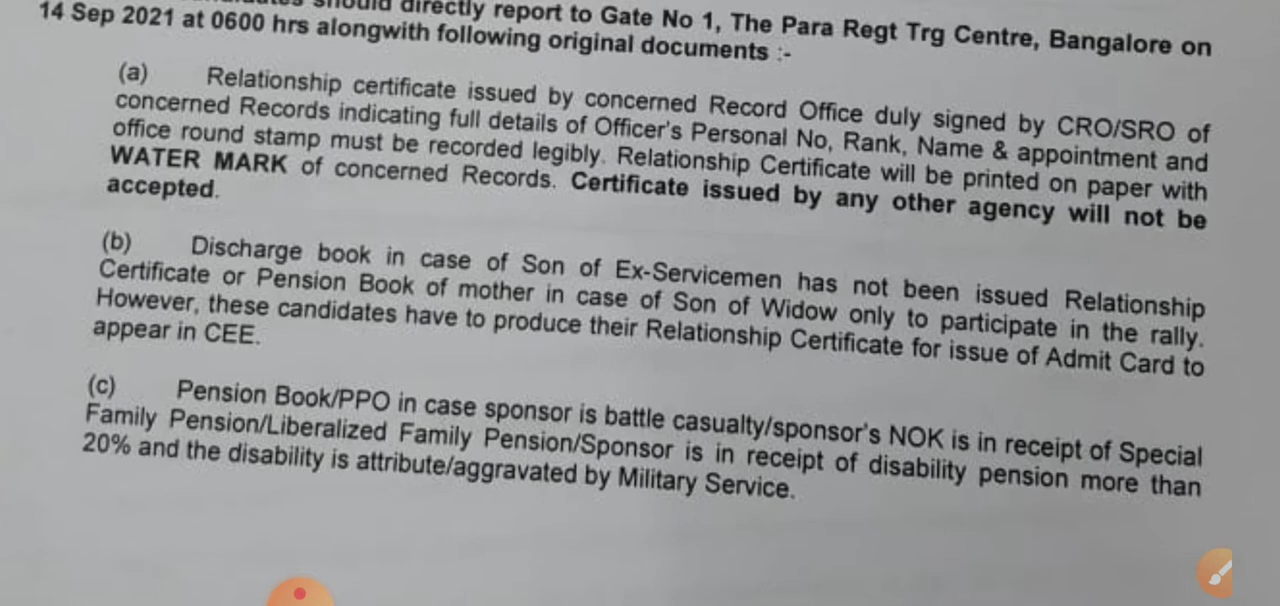 should directly report to Gate No 1, The Para Regt Trg Centre, Bangalore on
14 Sep 2021 at 0600 hrs alongwith following original documents :-
(a) Relationship certificate issued by concerned Record Office duly signed by CRO/SRO of
concerned Records indicating full details of Officer's Personal No, Rank, Name & appointment and
office round stamp must be recorded legibly. Relationship Certificate will be printed on paper with
WATER MARK of concerned Records. Certificate issued by any other agency will not be
accepted.
(b) Discharge book in case of Son of Ex-Servicemen has not been issued Relationship
Certificate or Pension Book of mother in case of Son of Widow only to participate in the rally.
However, these candidates have to produce their Relationship Certificate for issue of Admit Card to
appear in CEE.
(c) Pension Book/PPO in case sponsor is battle casualty/sponsor's NOK is in receipt of Special
Family Pension/Liberalized Family Pension/Sponsor is in receipt of disability pension more than
20% and the disability is attribute/aggravated by Military Service.